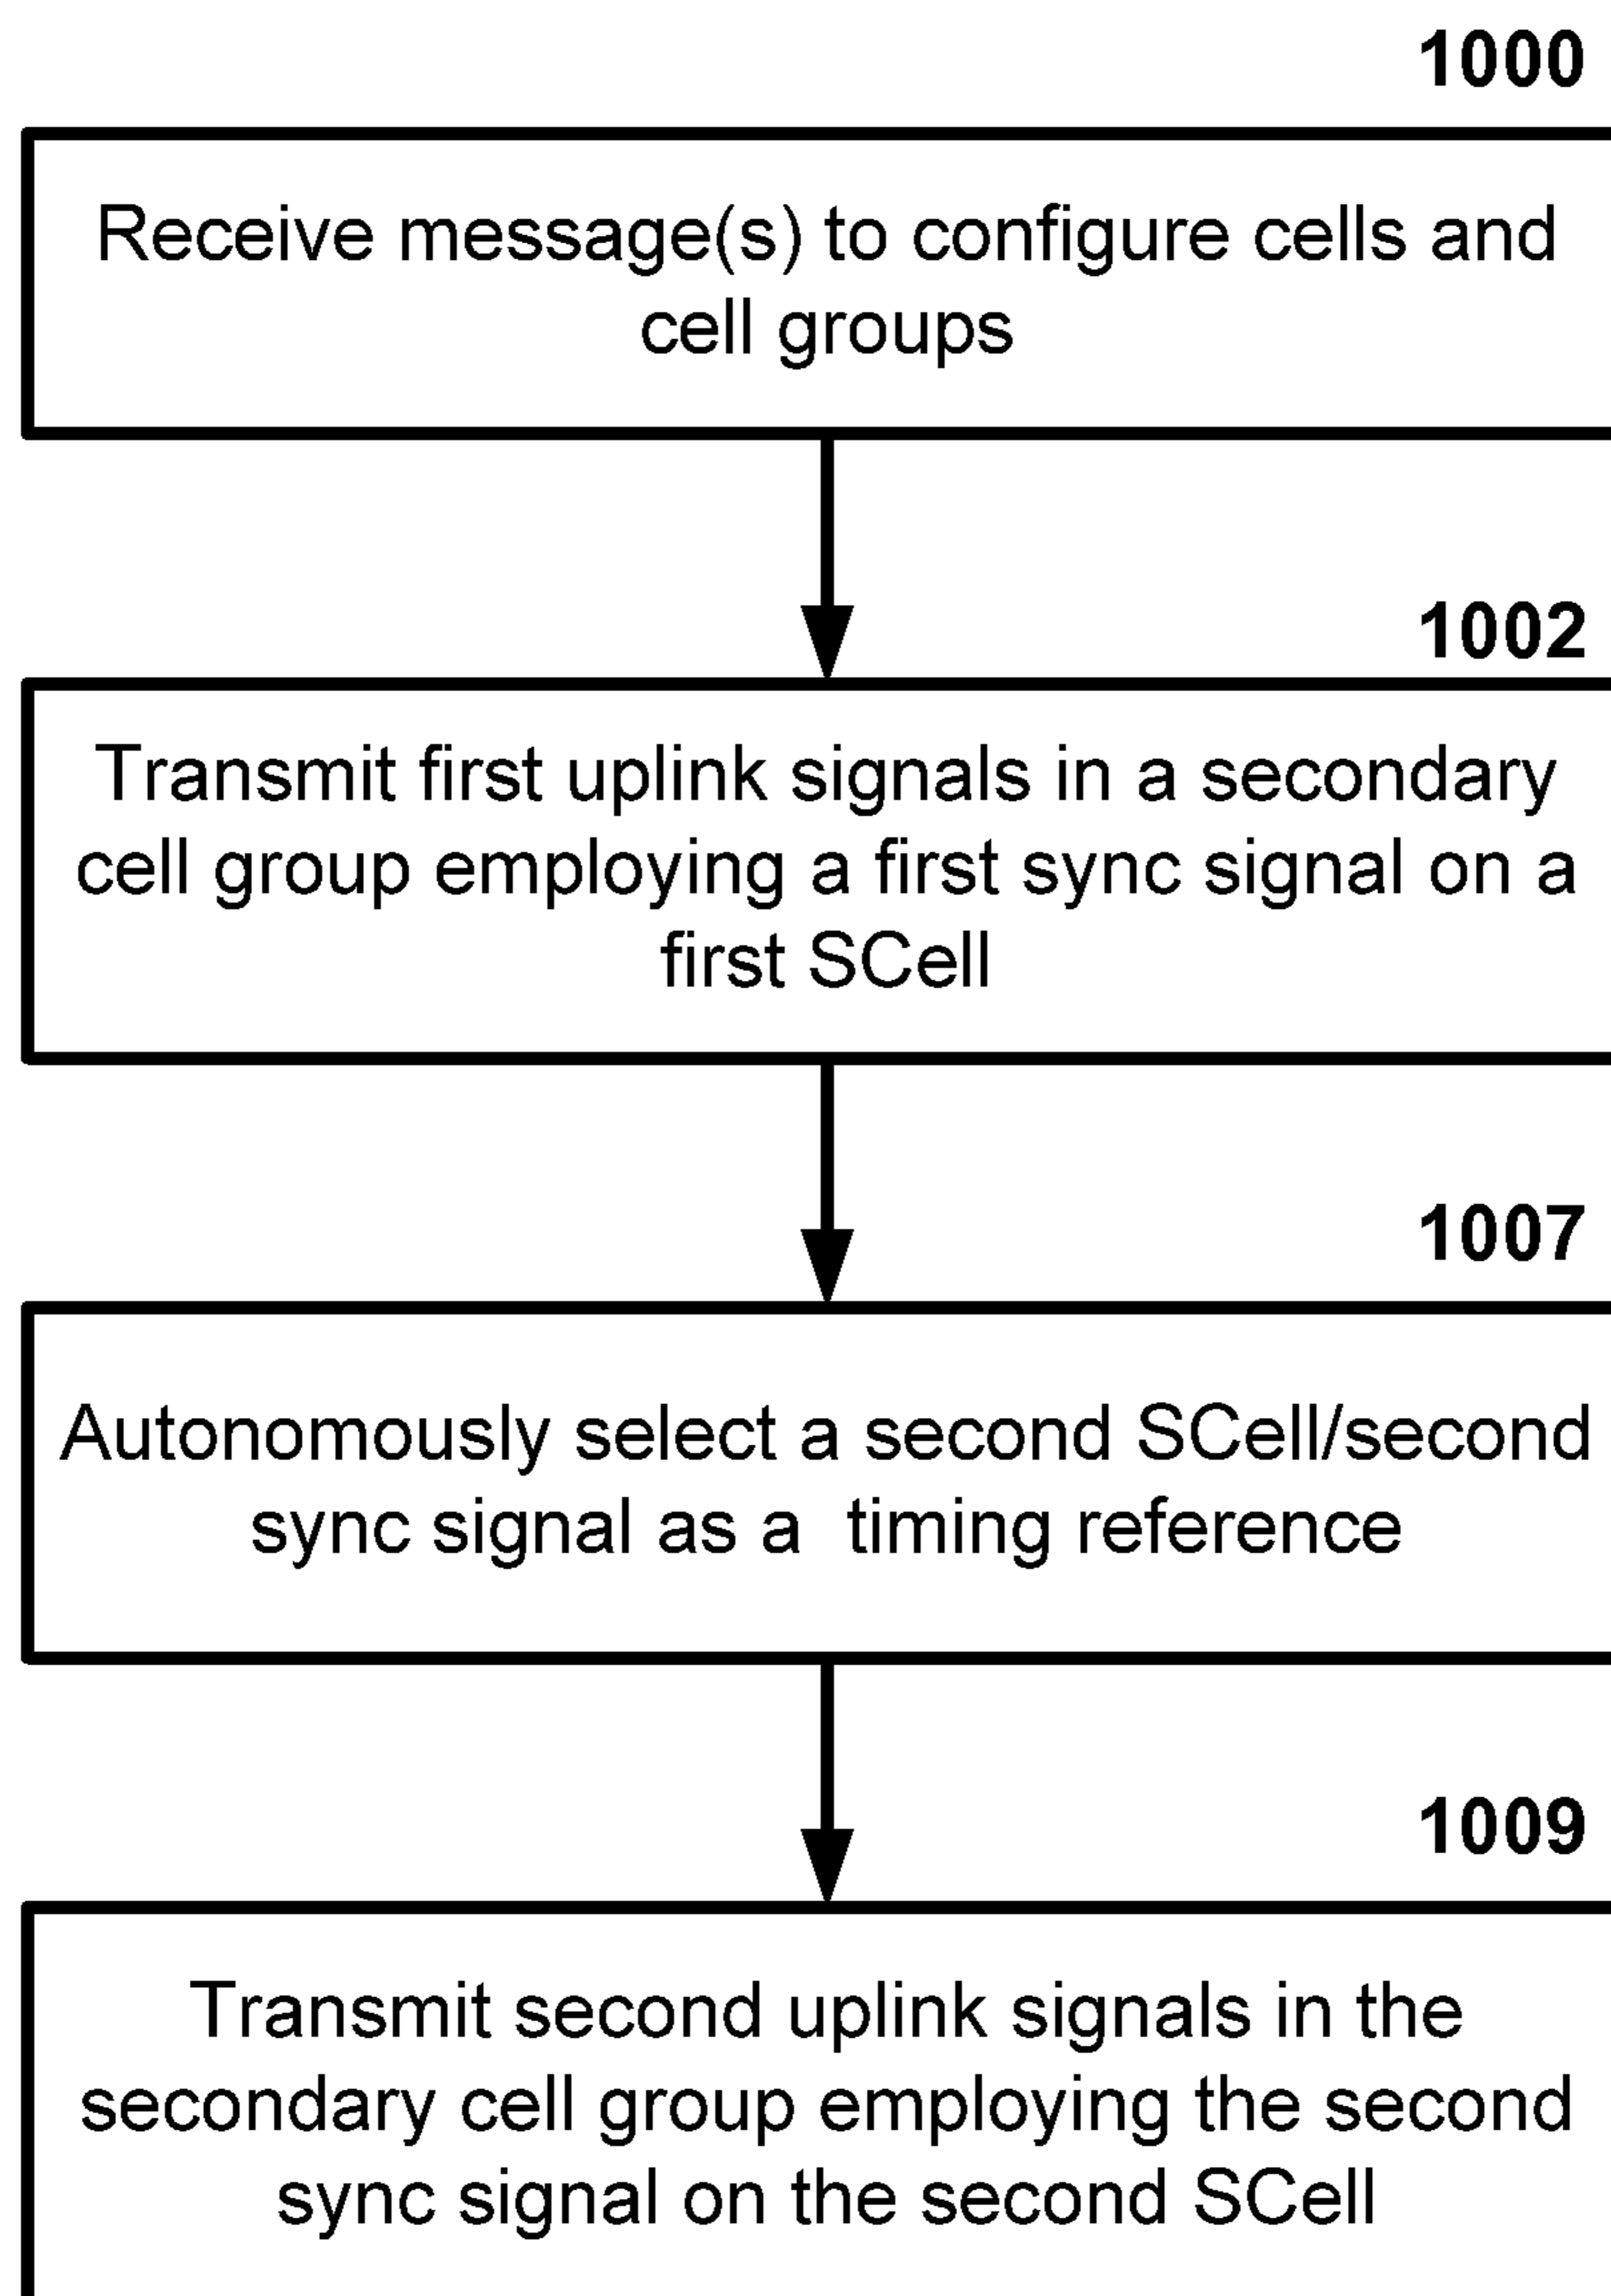 1000
Receive message(s) to configure cells and
cell groups
1002
Transmit first uplink signals in a secondary
cell group employing a first sync signal on a
first SCell
1007
Autonomously select a second SCell/second
sync signal as a timing reference
1009
Transmit second uplink signals in the
secondary cell group employing the second
sync signal on the second SCell